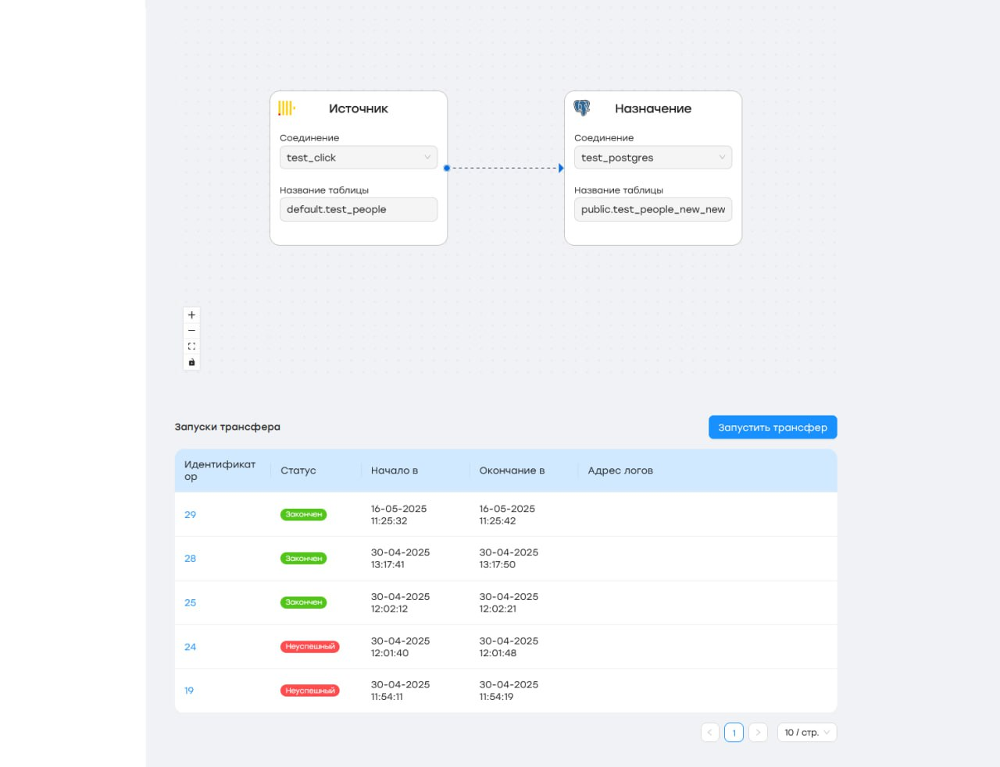 Источник
Назначение
Соединение
Соединение
test_click
test_postgres
Название таблицы
Название таблицы
default.test_people
public.test_people_new_new
Запуски трансфера
Запустить трансфер
Идентификат
ор
Статус
Начало в
Окончание в
Адрес логов
29
Закончен
16-05-2025
11:25:32
16-05-2025
11:25:42
28
Закончен
30-04-2025
13:17:41
30-04-2025
13:17:50
25
Закончен
30-04-2025
12:02:12
30-04-2025
12:02:21
24
Неуспешный
30-04-2025
12:01:40
30-04-2025
12:01:48
19
Неуспешный
30-04-2025
11:54:11
30-04-2025
11:54:19
1
10 / стр.